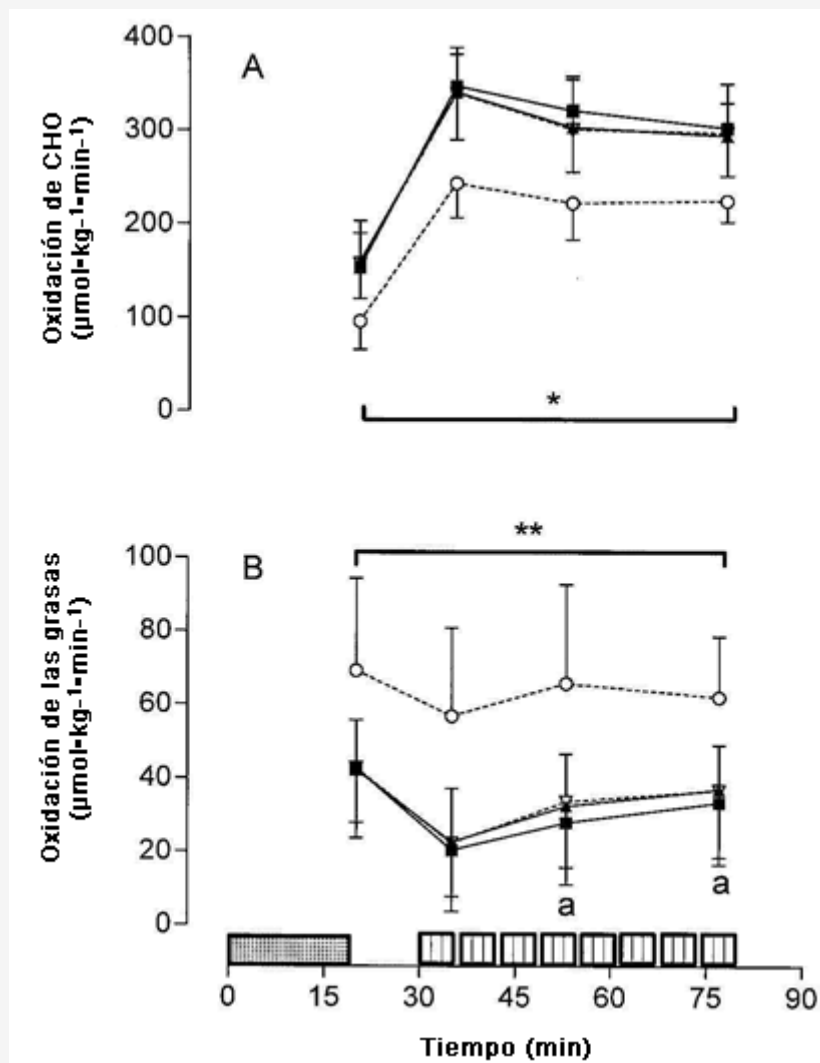 A
Oxidación de CHO
(µmol▪kg⁻¹▪min⁻¹)
400
300
200
100
0
*
**
B
Oxidación de las grasas
(µmol▪kg⁻¹▪min⁻¹)
100
80
60
40
20
0
a
a
0 15 30 45 60 75 90
Tiempo (min)